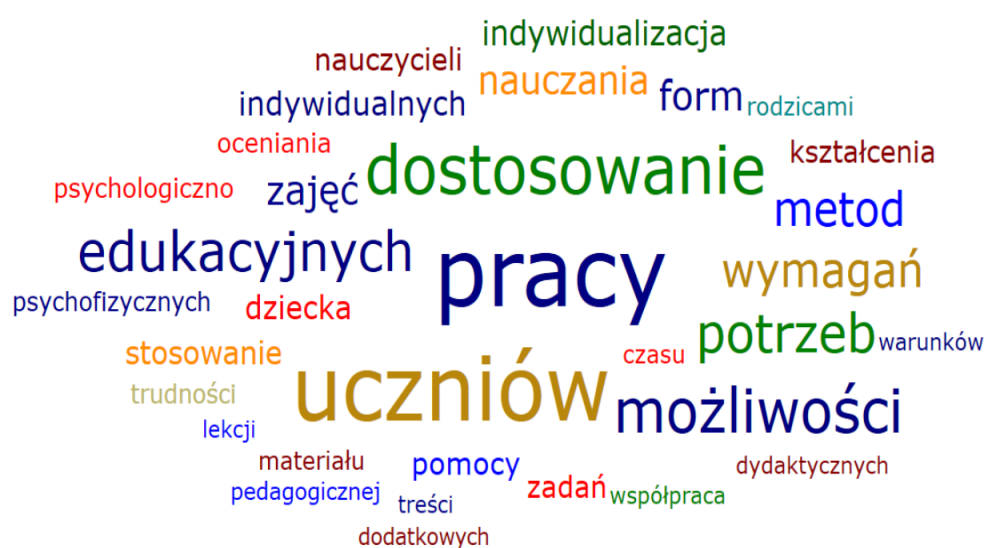 indywidualizacja
nauczycieli
nauczania
form
rodzicami
indywidualnych
oceniania
dostosowanie
kształcenia
psychologiczno
zajęć
metod
edukacyjnych
pracy
wymagań
psychofizycznych
dziecka
potrzeb
warunków
stosowanie
czasu
trudności
uczniów
możliwości
lekcji
materiału
pomocy
dydaktycznych
pedagogicznej
treści
zadań
współpraca
dodatkowych